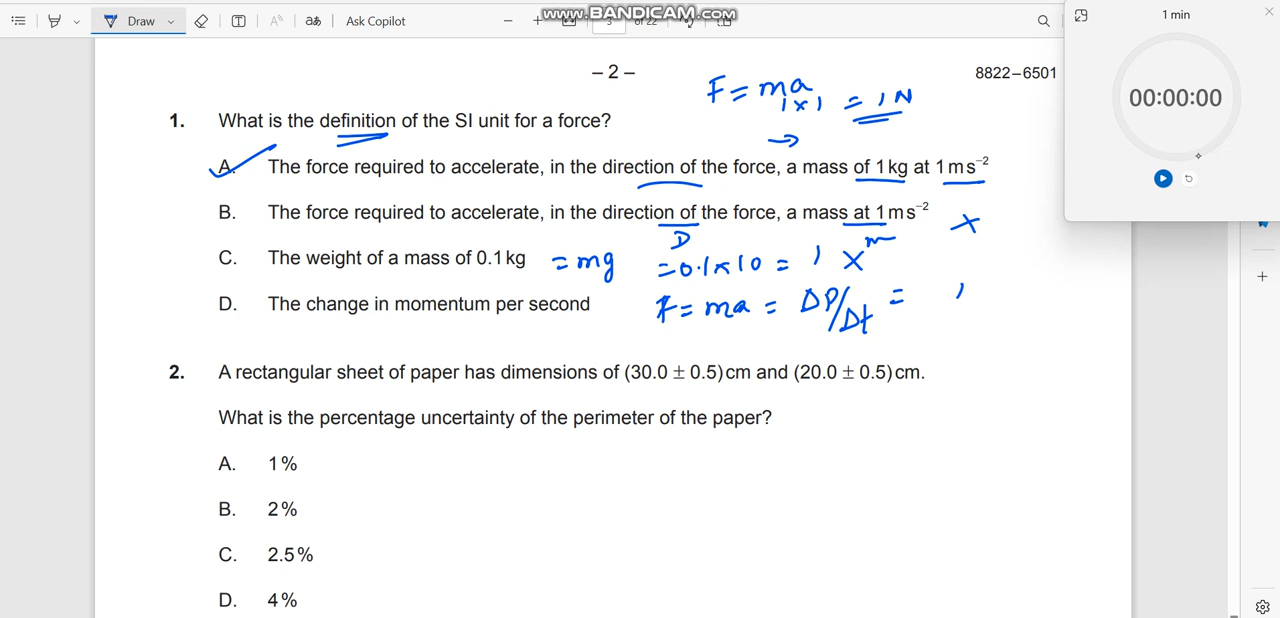 Draw
Ask Copilot
www.BANDICAM.com
3 of 22
1 min
00:00:00
– 2 –
8822–6501
F = ma
1 × 1 = 1 N
1. What is the definition of the SI unit for a force?
A. The force required to accelerate, in the direction of the force, a mass of 1 kg at 1 m s⁻²
B. The force required to accelerate, in the direction of the force, a mass at 1 m s⁻² ×
D
m
C. The weight of a mass of 0.1 kg = mg = 0.1 × 10 = 1 ×
D. The change in momentum per second F = ma = ΔP/Δt = 1
2. A rectangular sheet of paper has dimensions of (30.0 ± 0.5) cm and (20.0 ± 0.5) cm.
What is the percentage uncertainty of the perimeter of the paper?
A. 1 %
B. 2 %
C. 2.5 %
D. 4 %